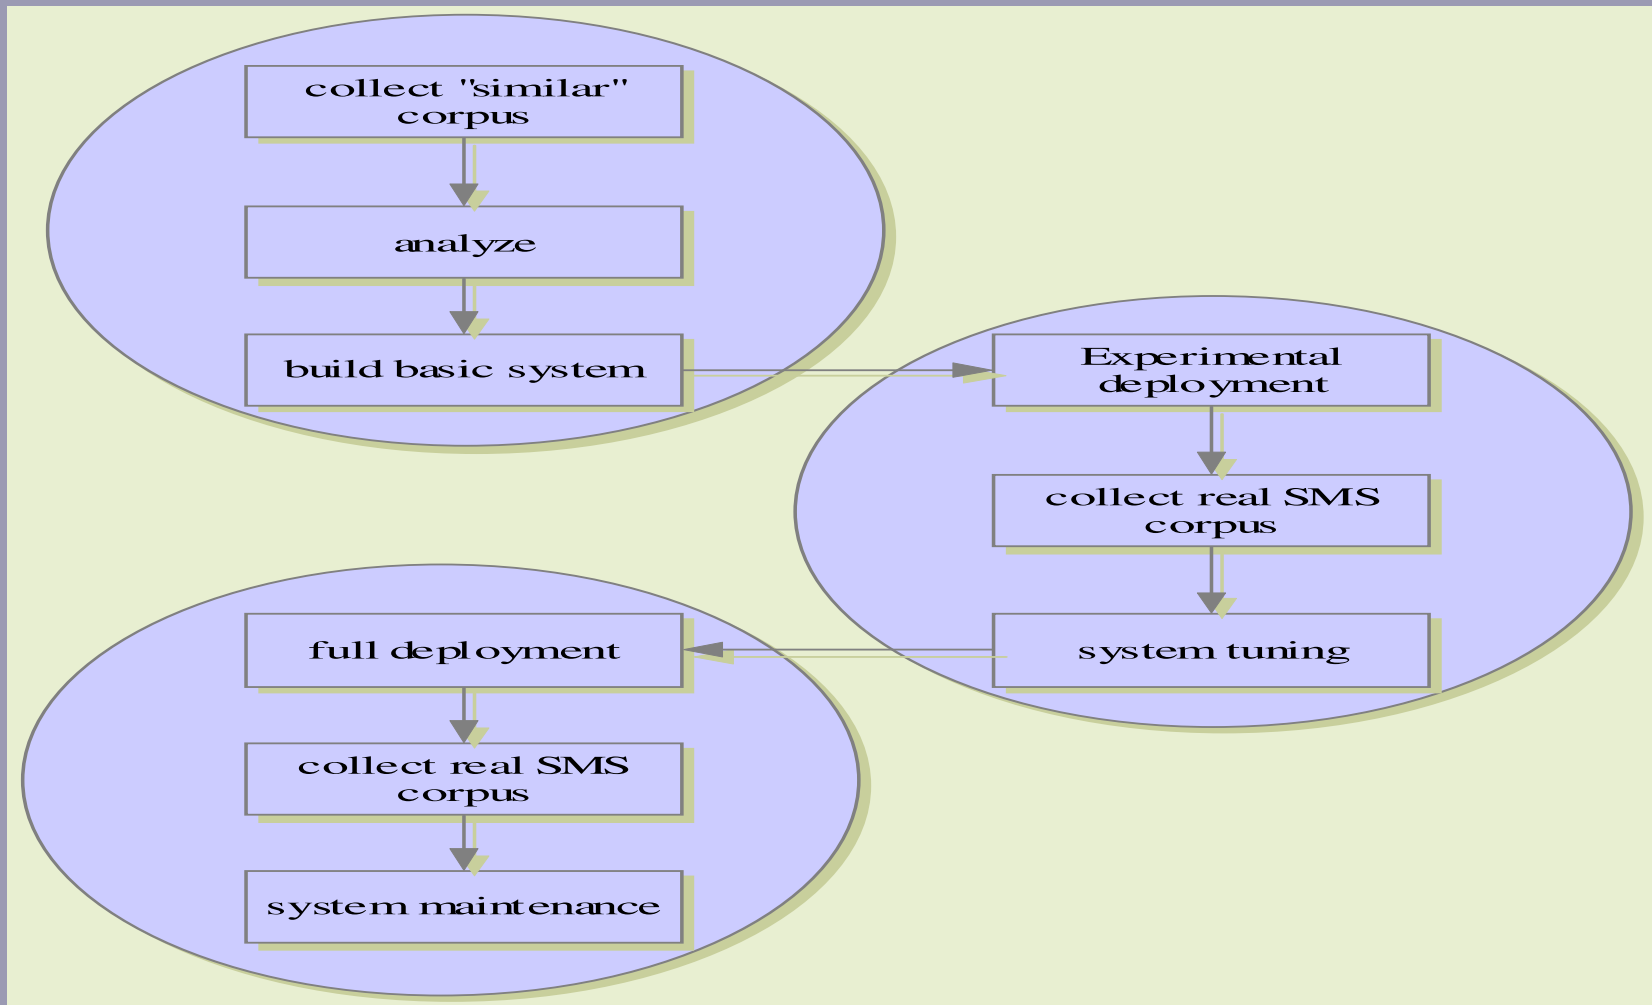 collect "similar"
corpus
analyze
build basic system
Experimental
deployment
collect real SMS
corpus
system tuning
full deployment
collect real SMS
corpus
system maintenance